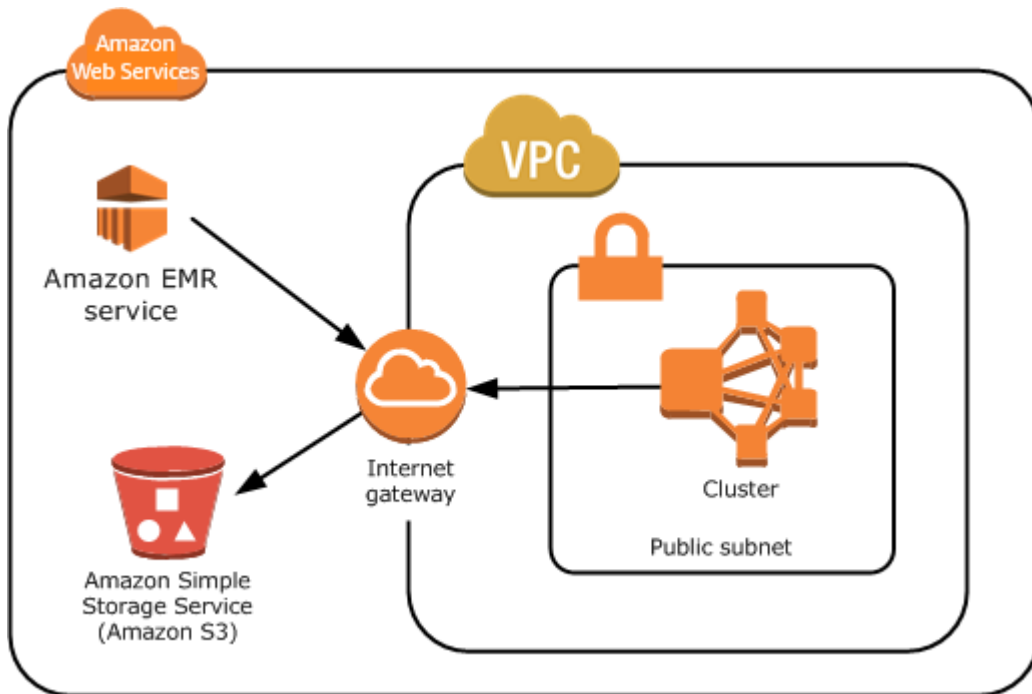 Amazon
Web Services
VPC
Amazon EMR
service
Internet
gateway
Cluster
Public subnet
Amazon Simple
Storage Service
(Amazon S3)